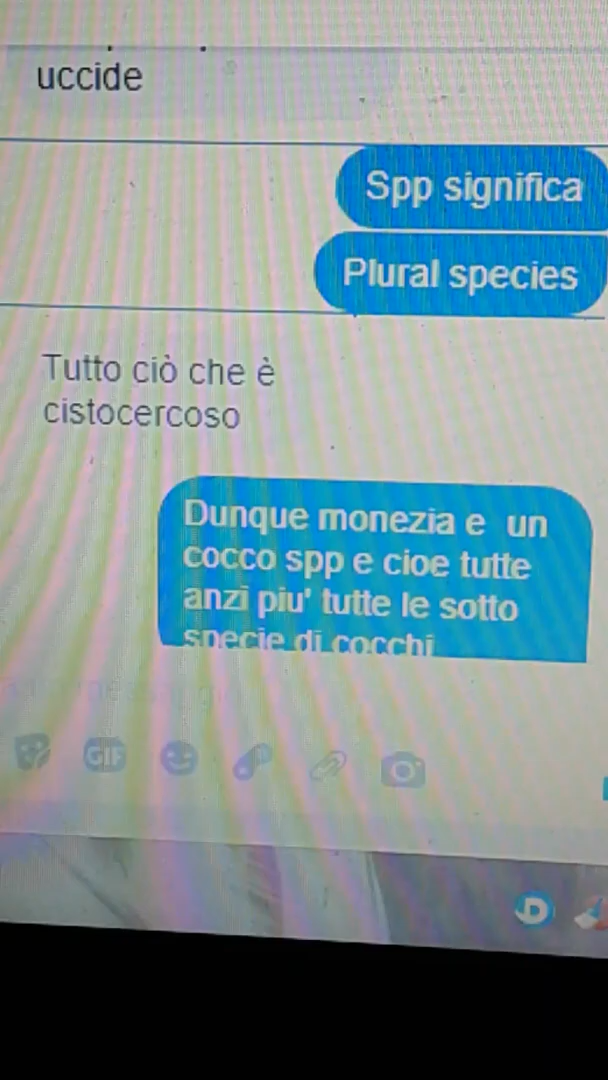 uccide
Spp significa
Plural species
Tutto ciò che è
cistocercoso
Dunque monezia e un
cocco spp e cioe tutte
anzi piu' tutte le sotto
specie di cocchi
GIF